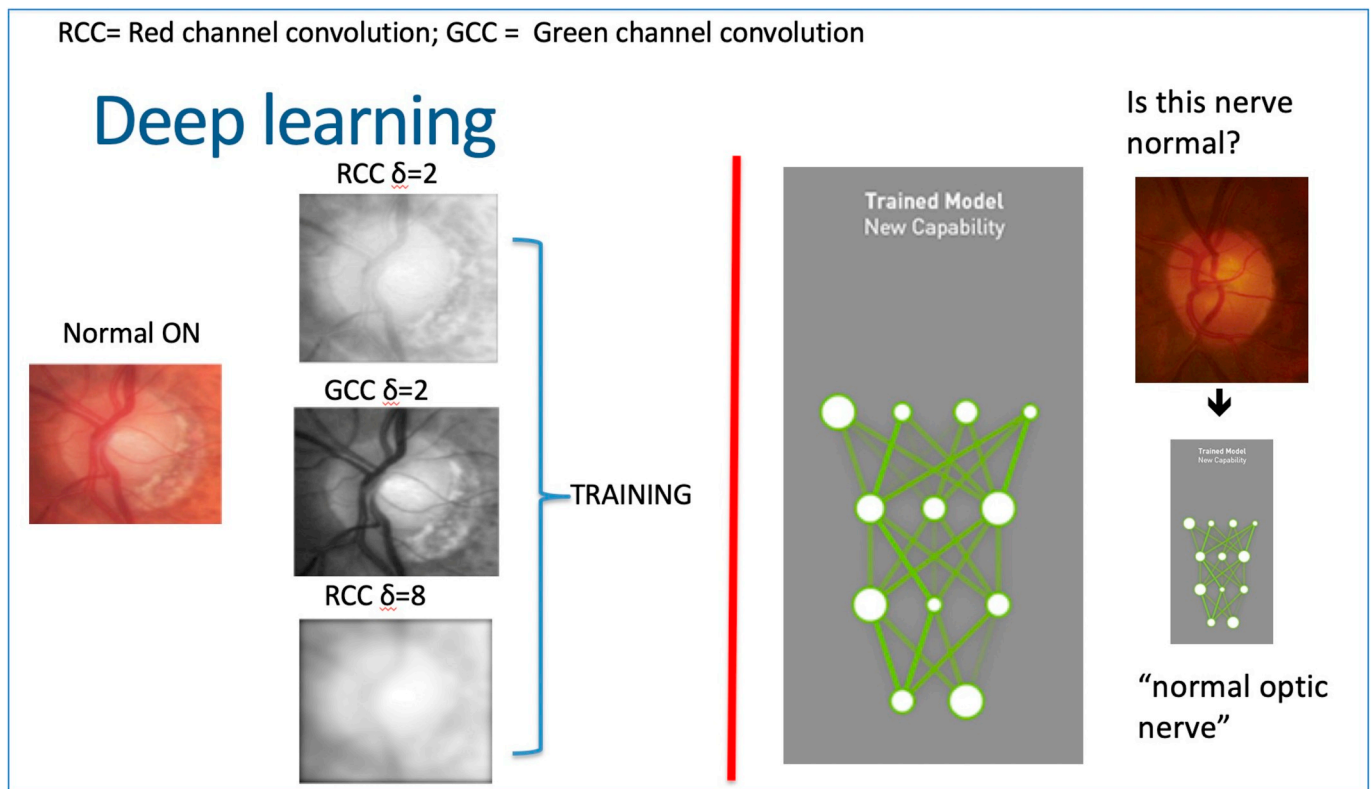 RCC= Red channel convolution; GCC = Green channel convolution
Deep learning
RCC δ=2
Normal ON
GCC δ=2
RCC δ=8
TRAINING
Trained Model
New Capability
Is this nerve
normal?
Trained Model
New Capability
“normal optic
nerve”